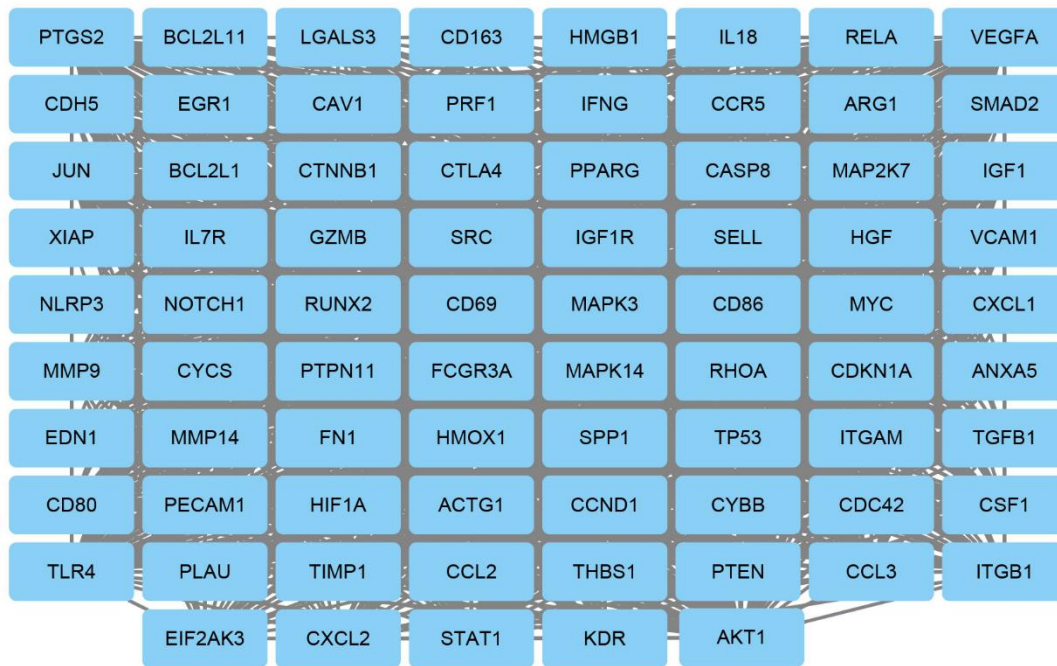 PTGS2 BCL2L11 LGALS3 CD163 HMGB1 IL18 RELA VEGFA
CDH5 EGR1 CAV1 PRF1 IFNG CCR5 ARG1 SMAD2
JUN BCL2L1 CTNNB1 CTLA4 PPARG CASP8 MAP2K7 IGF1
XIAP IL7R GZMB SRC IGF1R SELL HGF VCAM1
NLRP3 NOTCH1 RUNX2 CD69 MAPK3 CD86 MYC CXCL1
MMP9 CYCS PTPN11 FCGR3A MAPK14 RHOA CDKN1A ANXA5
EDN1 MMP14 FN1 HMOX1 SPP1 TP53 ITGAM TGFB1
CD80 PECAM1 HIF1A ACTG1 CCND1 CYBB CDC42 CSF1
TLR4 PLAU TIMP1 CCL2 THBS1 PTEN CCL3 ITGB1
EIF2AK3 CXCL2 STAT1 KDR AKT1